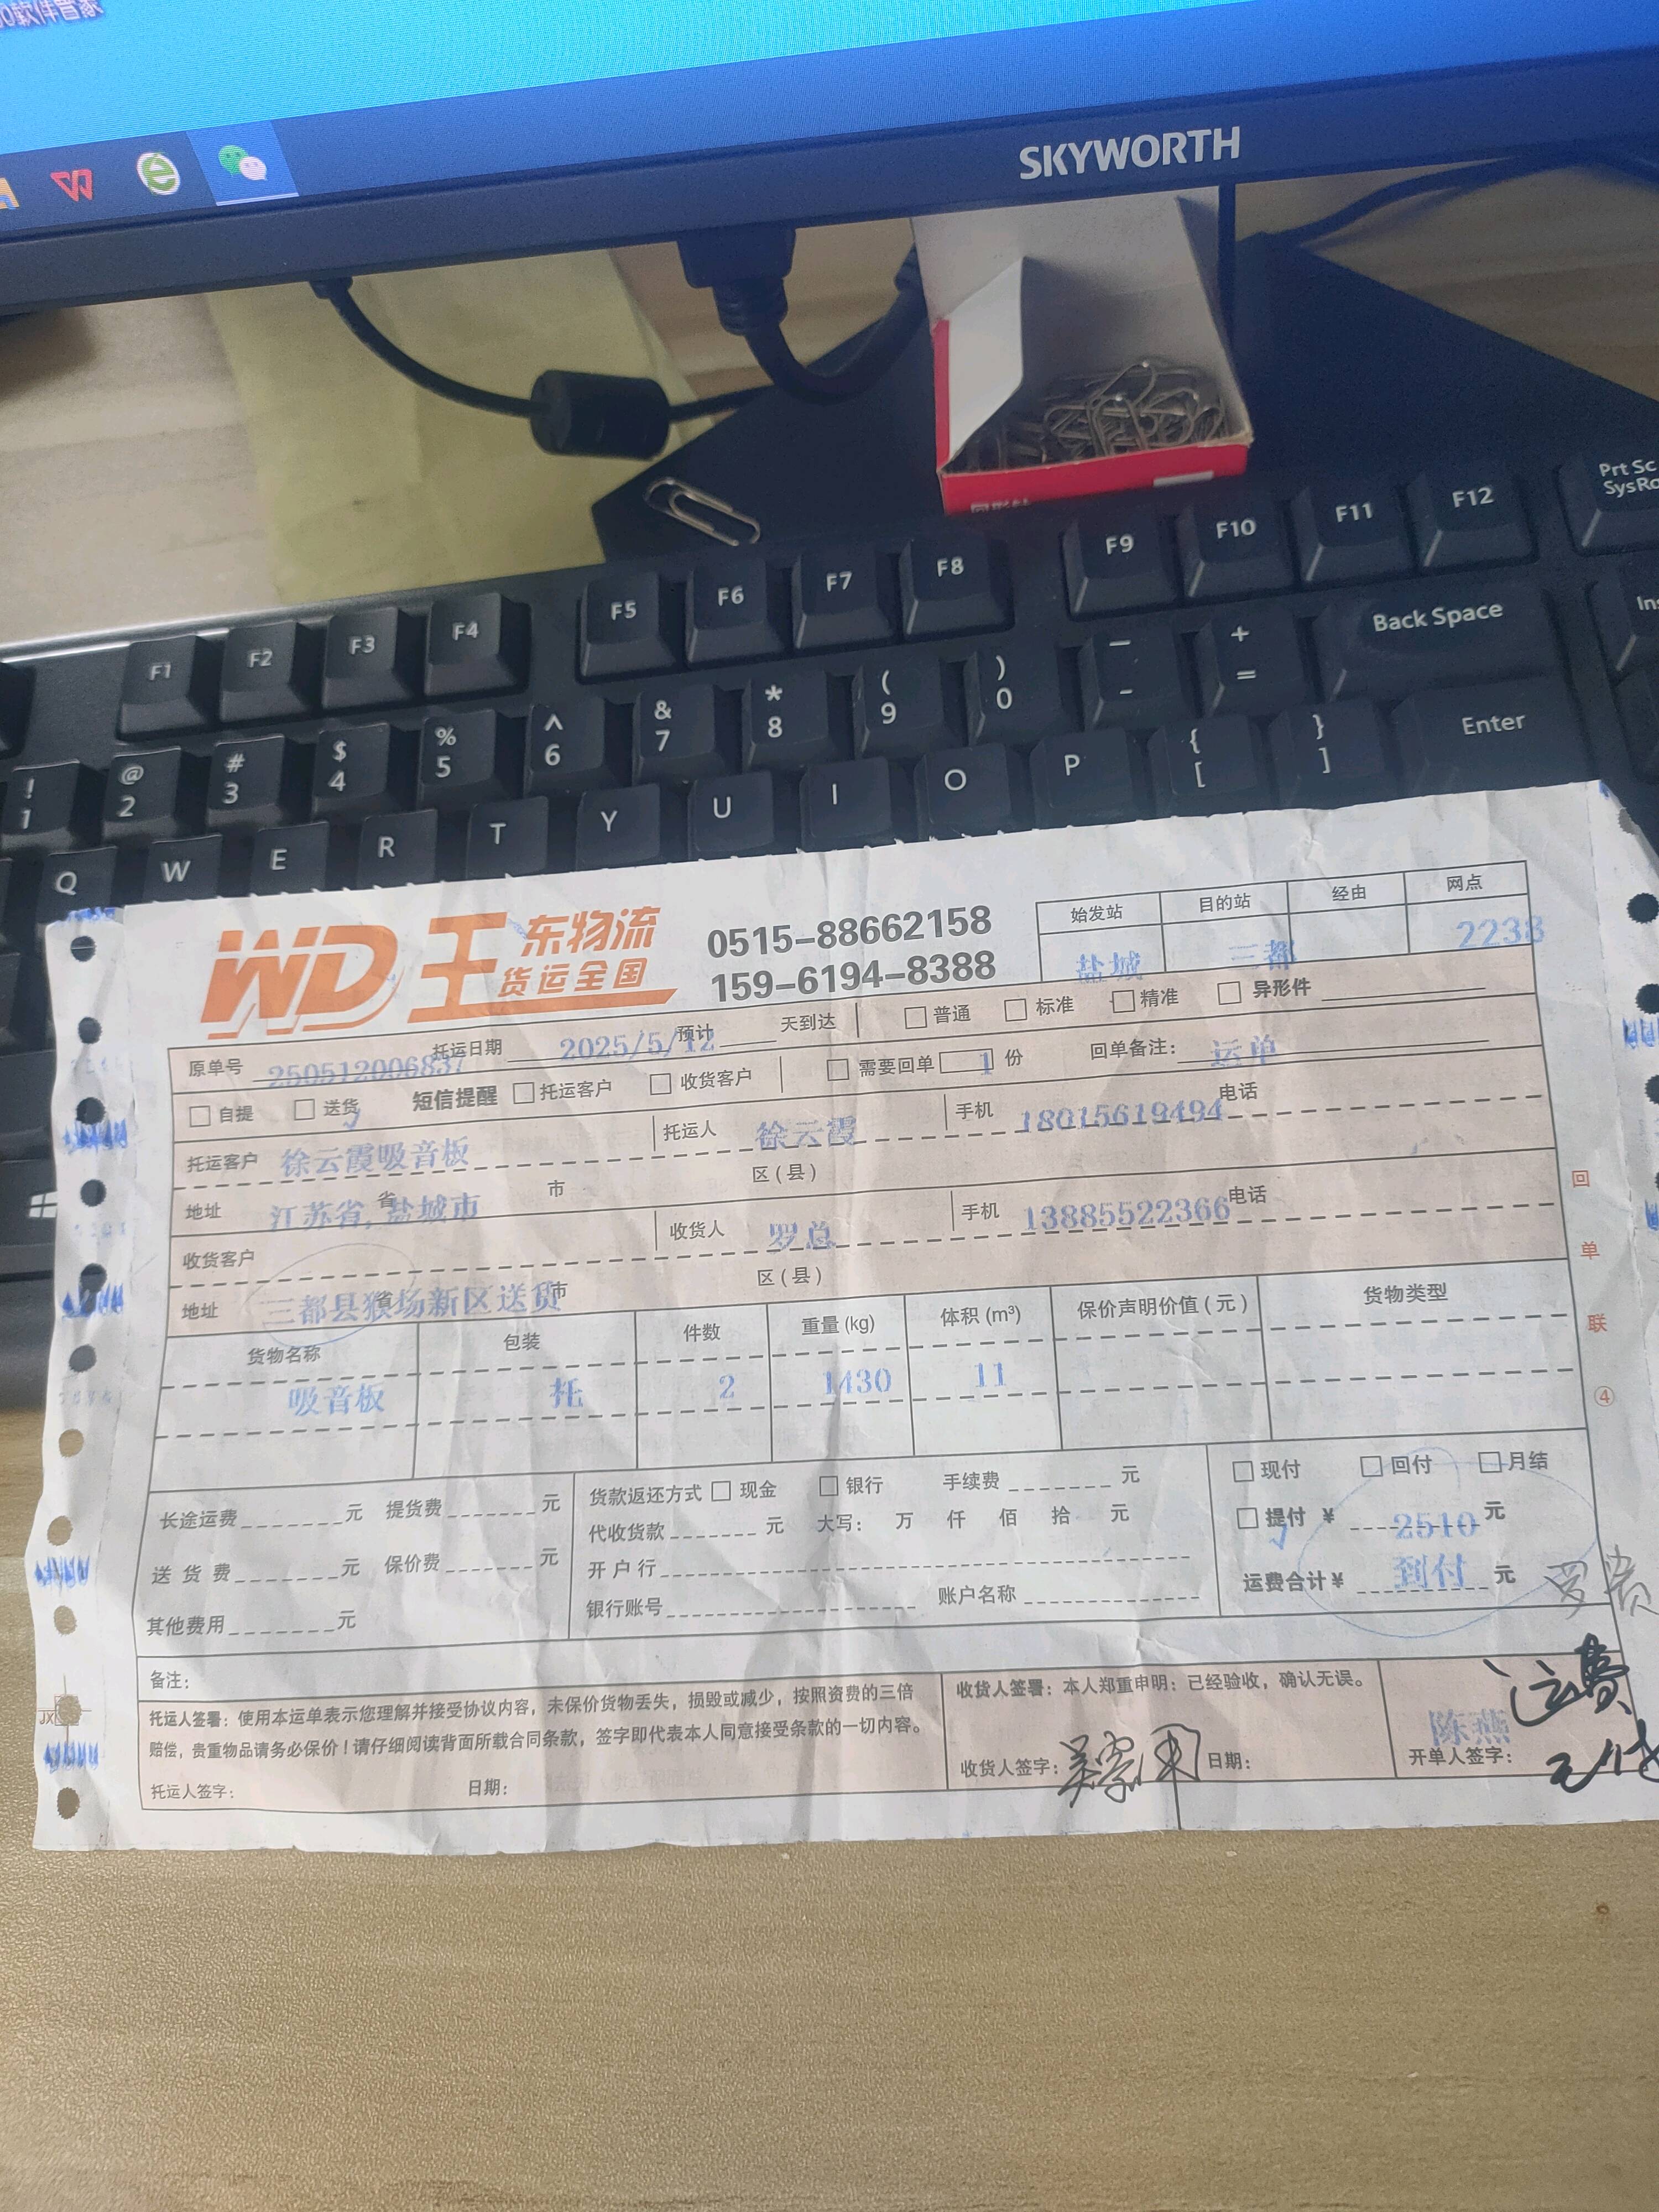 SKYWORTH
Prt Sc
SysRq
F1 F2 F3 F4 F5 F6 F7 F8 F9 F10 F11 F12
! 1 @ 2 # 3 $ 4 % 5 ^ 6 & 7 * 8 ( 9 ) 0 — - + = Back Space
Q W E R T Y U I O P { [ } ] Enter
WD 王东物流
货运全国
0515-88662158
159-6194-8388
始发站 目的站 经由 网点
盐城 三都 2238
原单号 250512006837 托运日期 2025/5/12 预计 天到达 普通 标准 精准 异形件
自提 送货 √ 短信提醒 托运客户 收货客户 需要回单 1 份 回单备注: 运单
托运客户 徐云霞吸音板 托运人 徐云霞 手机 18015619494 电话
地址 江苏省,盐城市 省 市 区(县)
收货客户 收货人 罗总 手机 13885522366 电话
地址 三都县猴场新区送货 省 市 区(县)
货物名称 包装 件数 重量(kg) 体积(m³) 保价声明价值(元) 货物类型
吸音板 托 2 1430 11
回单联④
长途运费 元 提货费 元 货款返还方式 现金 银行 手续费 元 现付 回付 月结
代收货款 元 大写: 万 仟 佰 拾 元 提付 √ ¥ 2510 元
送货费 元 保价费 元 开户行
运费合计¥ 到付 元
其他费用 元 银行账号 账户名称
备注:
托运人签署:使用本运单表示您理解并接受协议内容,未保价货物丢失,损毁或减少,按照资费的三倍
赔偿,贵重物品请务必保价!请仔细阅读背面所载合同条款,签字即代表本人同意接受条款的一切内容。
托运人签字: 日期:
收货人签署:本人郑重申明:已经验收,确认无误。
收货人签字: 日期:
陈燕
开单人签字:
运费